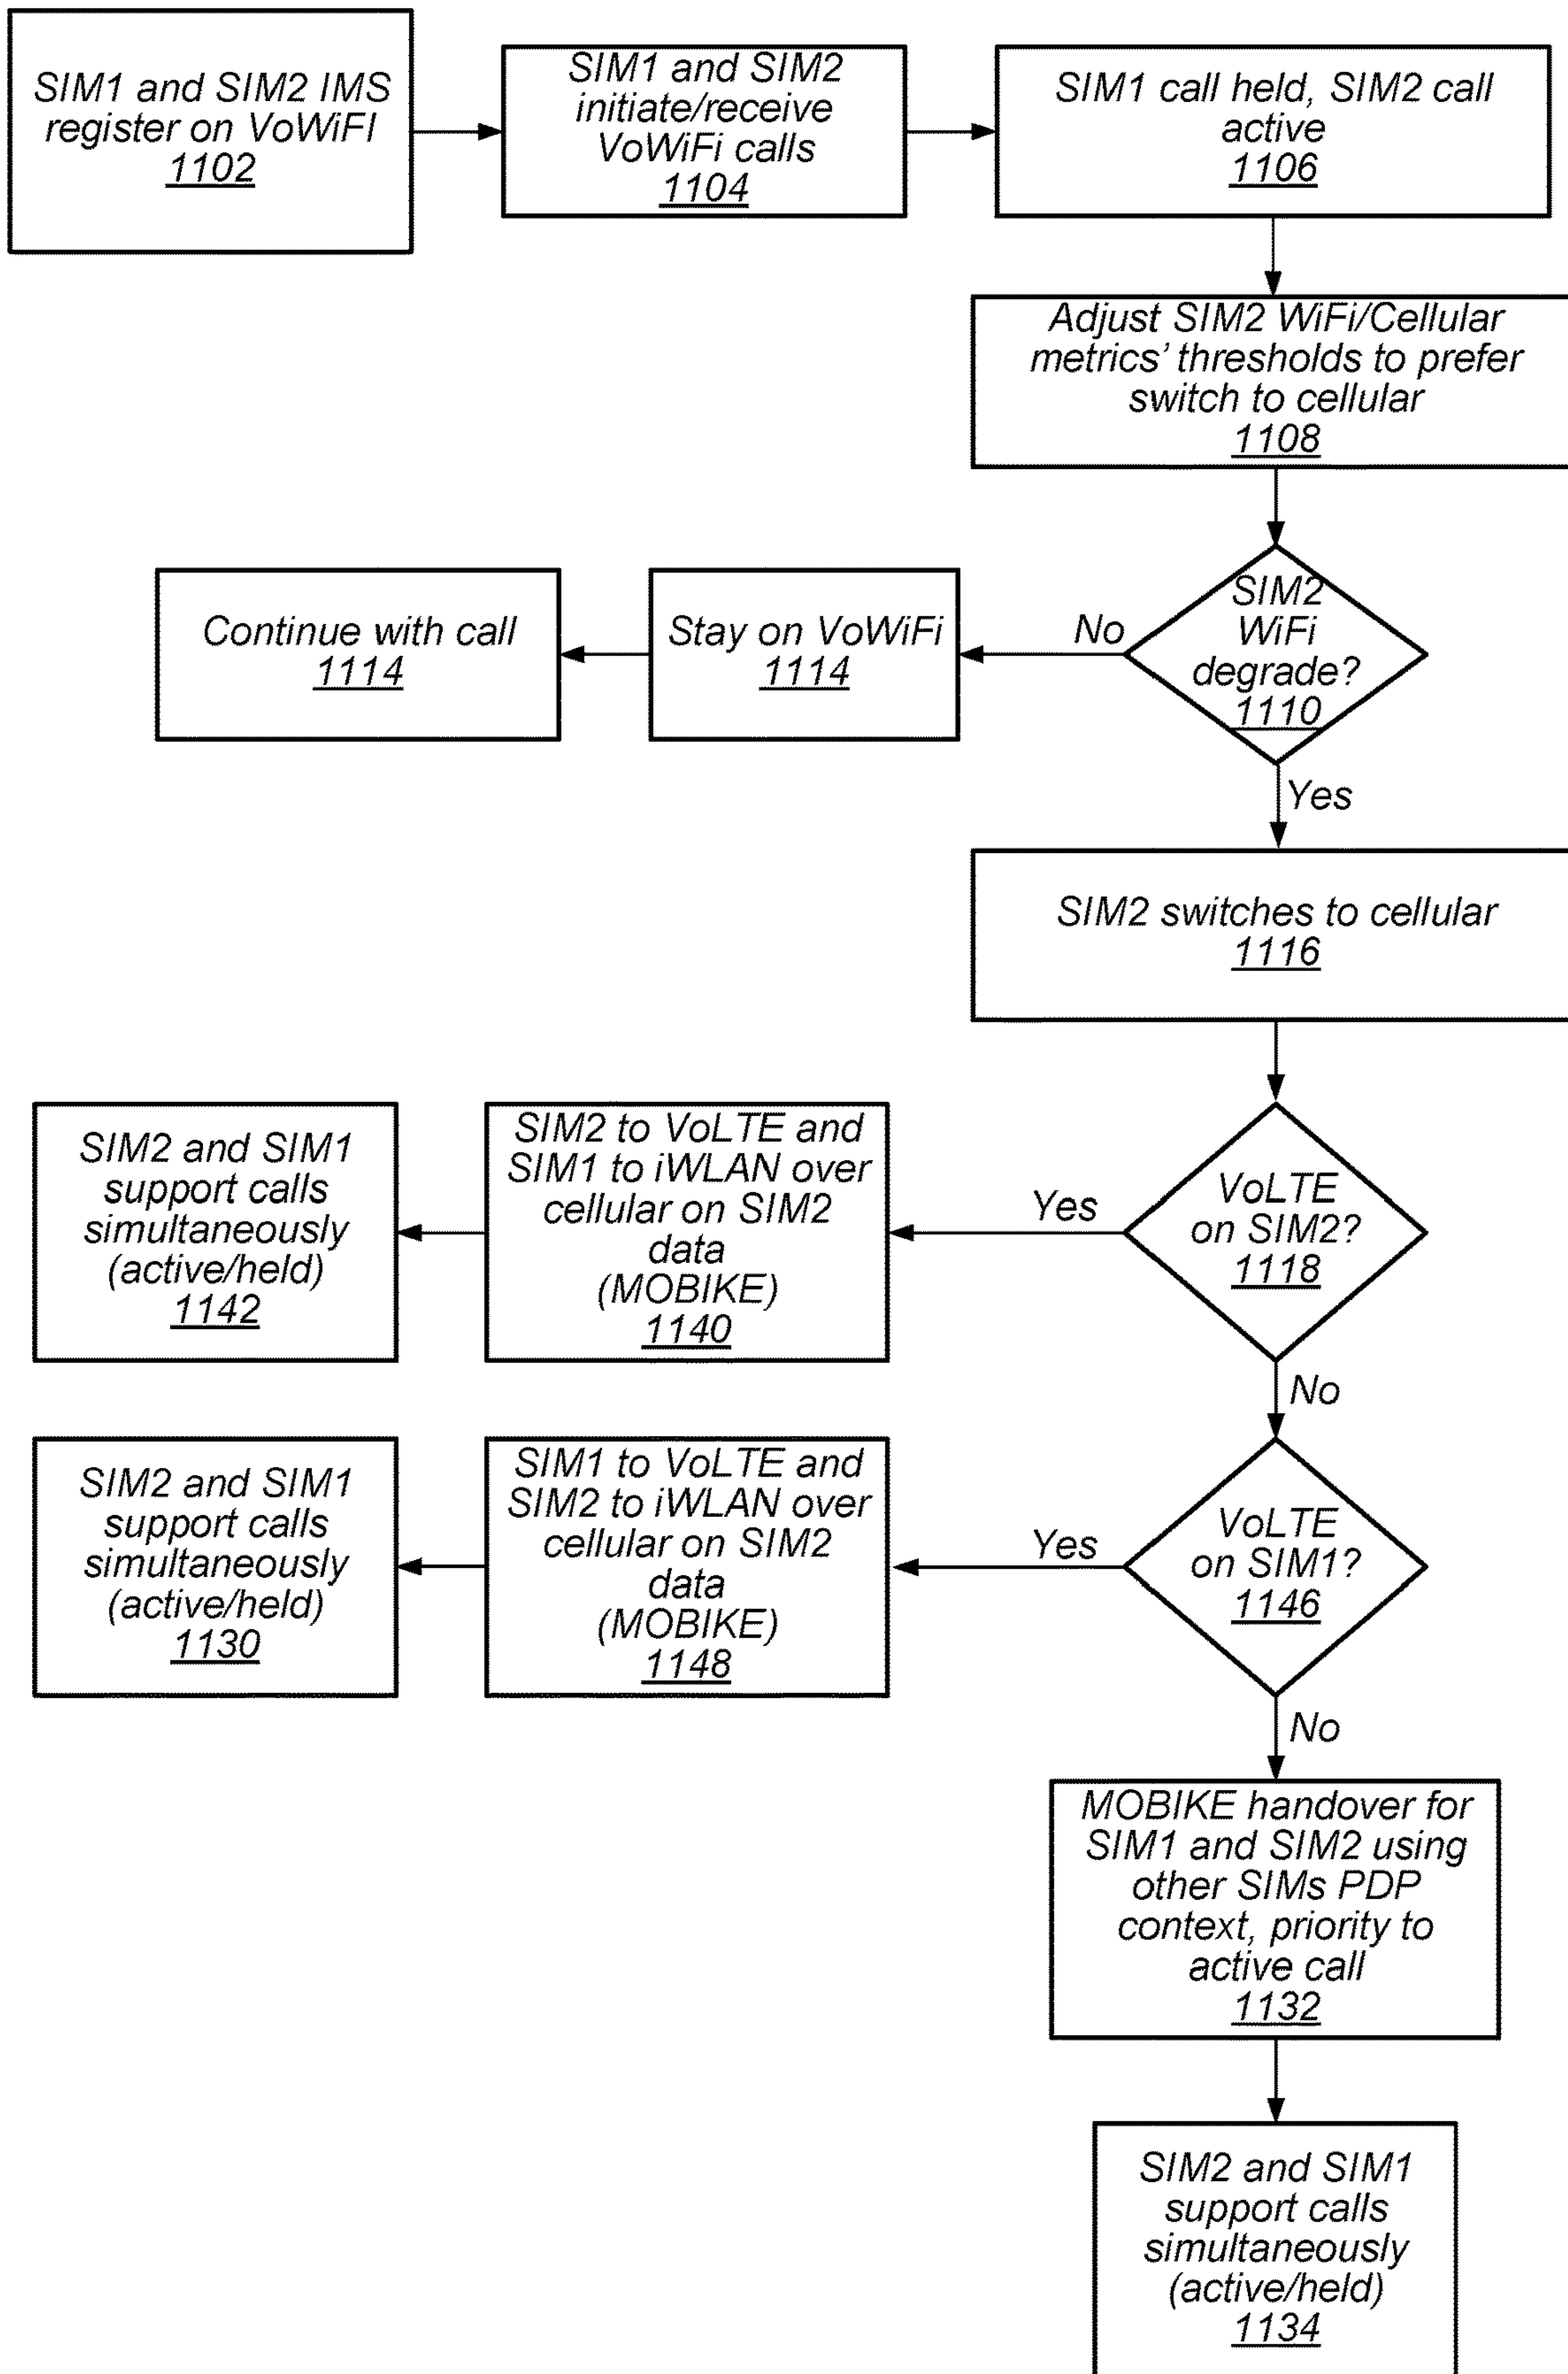 SIM1 and SIM2 IMS
register on VoWiFI
1102
SIM1 and SIM2
initiate/receive
VoWiFi calls
1104
SIM1 call held, SIM2 call
active
1106
Adjust SIM2 WiFi/Cellular
metrics' thresholds to prefer
switch to cellular
1108
SIM2
WiFi
degrade?
1110
No
Stay on VoWiFi
1114
Continue with call
1114
Yes
SIM2 switches to cellular
1116
VoLTE
on SIM2?
1118
Yes
SIM2 to VoLTE and
SIM1 to iWLAN over
cellular on SIM2
data
(MOBIKE)
1140
SIM2 and SIM1
support calls
simultaneously
(active/held)
1142
No
VoLTE
on SIM1?
1146
Yes
SIM1 to VoLTE and
SIM2 to iWLAN over
cellular on SIM2
data
(MOBIKE)
1148
SIM2 and SIM1
support calls
simultaneously
(active/held)
1130
No
MOBIKE handover for
SIM1 and SIM2 using
other SIMs PDP
context, priority to
active call
1132
SIM2 and SIM1
support calls
simultaneously
(active/held)
1134